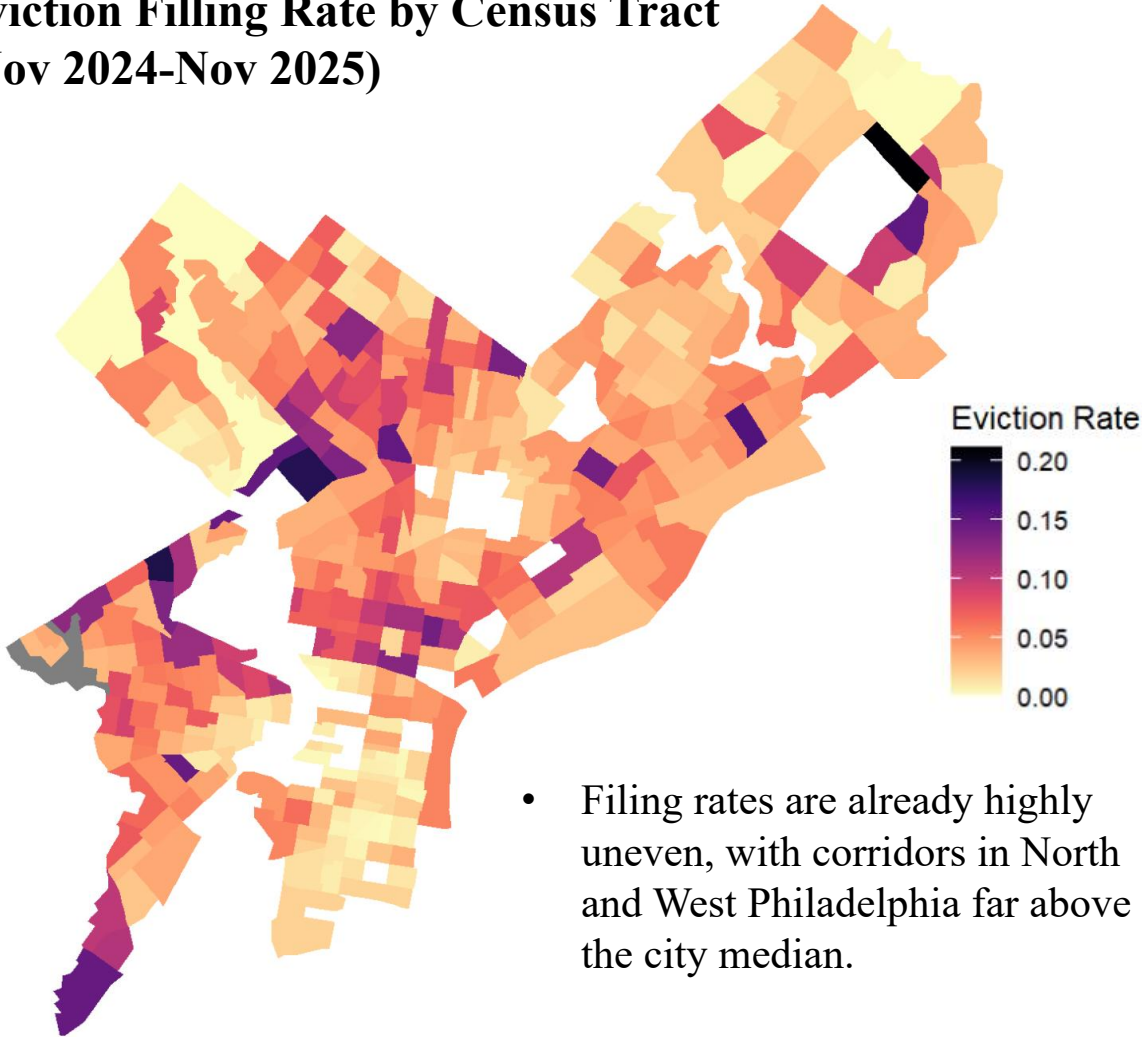 viction Filling Rate by Census Tract
ov 2024-Nov 2025)
Eviction Rate
0.20
0.15
0.10
0.05
0.00
• Filing rates are already highly
uneven, with corridors in North
and West Philadelphia far above
the city median.